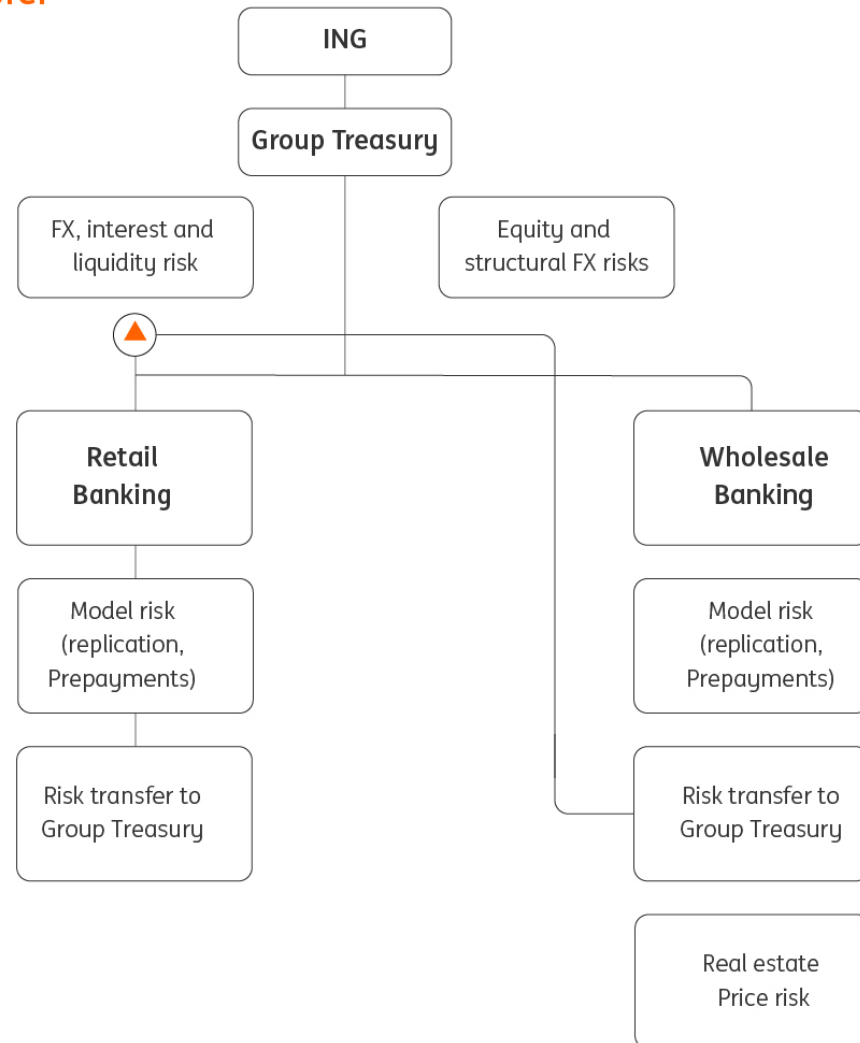 ING
Group Treasury
FX, interest and
liquidity risk
Equity and
structural FX risks
Retail
Banking
Wholesale
Banking
Model risk
(replication,
Prepayments)
Model risk
(replication,
Prepayments)
Risk transfer to
Group Treasury
Risk transfer to
Group Treasury
Real estate
Price risk